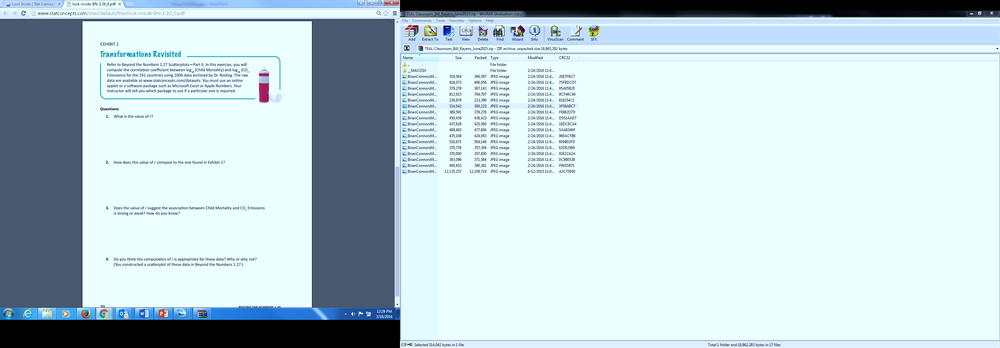 Look Inside | Stat Concept
look-inside-BN-1.30_0.pdf
www.statconcepts.com/sites/default/files/look-inside-BN-1.30_0.pdf
EXHIBIT 2
Transformations Revisited
Refer to Beyond the Numbers 1.27 Scatterplots—Part II, In this exercise, you will
compute the correlation coefficient between log10 (Child Mortality) and log10 (CO2
Emissions) for the 191 countries using 2006 data archived by Dr. Rosling. The raw
data are available at www.statconcepts.com/datasets. You must use an online
applet or a software package such as Microsoft Excel or Apple Numbers. Your
instructor will tell you which package to use if a particular one is required.
Questions
1. What is the value of r?
2. How does this value of r compare to the one found in Exhibit 1?
3. Does the value of r suggest the association between Child Mortality and CO2 Emissions
is strong or weak? How do you know?
4. Do you think the computation of r is appropriate for these data? Why or why not?
(You constructed a scatterplot of these data in Beyond the Numbers 1.27.)
70 BEYOND THE NUMBERS 1.30
12:29 PM
3/18/2016
TEAL Classroom_Bill_Rayens_June2015.zip - WinRAR (evaluation copy)
File Commands Tools Favorites Options Help
Add Extract To Test View Delete Find Wizard Info VirusScan Comment SFX
TEAL Classroom_Bill_Rayens_June2015.zip - ZIP archive, unpacked size 18,865,292 bytes
Name Size Packed Type Modified CRC32
.. File folder
__MACOSX File folder 2/24/2016 11:4...
BrianConnorsM... 319,564 306,597 JPEG image 2/24/2016 11:4... 20E7FBC7
BrianConnorsM... 418,073 406,056 JPEG image 2/24/2016 11:4... 75FBDCD7
BrianConnorsM... 379,278 367,143 JPEG image 2/24/2016 11:4... 95A05B2E
BrianConnorsM... 812,915 794,797 JPEG image 2/24/2016 11:4... BCF46C46
BrianConnorsM... 239,879 223,399 JPEG image 2/24/2016 11:4... 818254C1
BrianConnorsM... 314,042 300,233 JPEG image 2/24/2016 11:4... 3F59A8C7
BrianConnorsM... 389,591 378,276 JPEG image 2/24/2016 11:4... FE882D7D
BrianConnorsM... 450,459 438,423 JPEG image 2/24/2016 11:4... D552AAD7
BrianConnorsM... 437,628 425,560 JPEG image 2/24/2016 11:4... 18DC8CA4
BrianConnorsM... 489,493 477,694 JPEG image 2/24/2016 11:4... 5AA8346F
BrianConnorsM... 435,108 424,083 JPEG image 2/24/2016 11:4... 960ACFB6
BrianConnorsM... 516,671 504,146 JPEG image 2/24/2016 11:4... 609B02FD
BrianConnorsM... 370,776 357,304 JPEG image 2/24/2016 11:4... 62DE2569
BrianConnorsM... 370,000 357,600 JPEG image 2/24/2016 11:4... E0E22A2A
BrianConnorsM... 383,096 371,584 JPEG image 2/24/2016 11:4... 0C9B0538
BrianConnorsM... 400,453 390,361 JPEG image 2/24/2016 11:4... F0655B75
BrianConnorsM... 12,135,257 12,109,719 JPEG image 6/12/2015 11:0... A3C75E00
Selected 314,042 bytes in 1 file
Total 1 folder and 18,862,283 bytes in 17 files